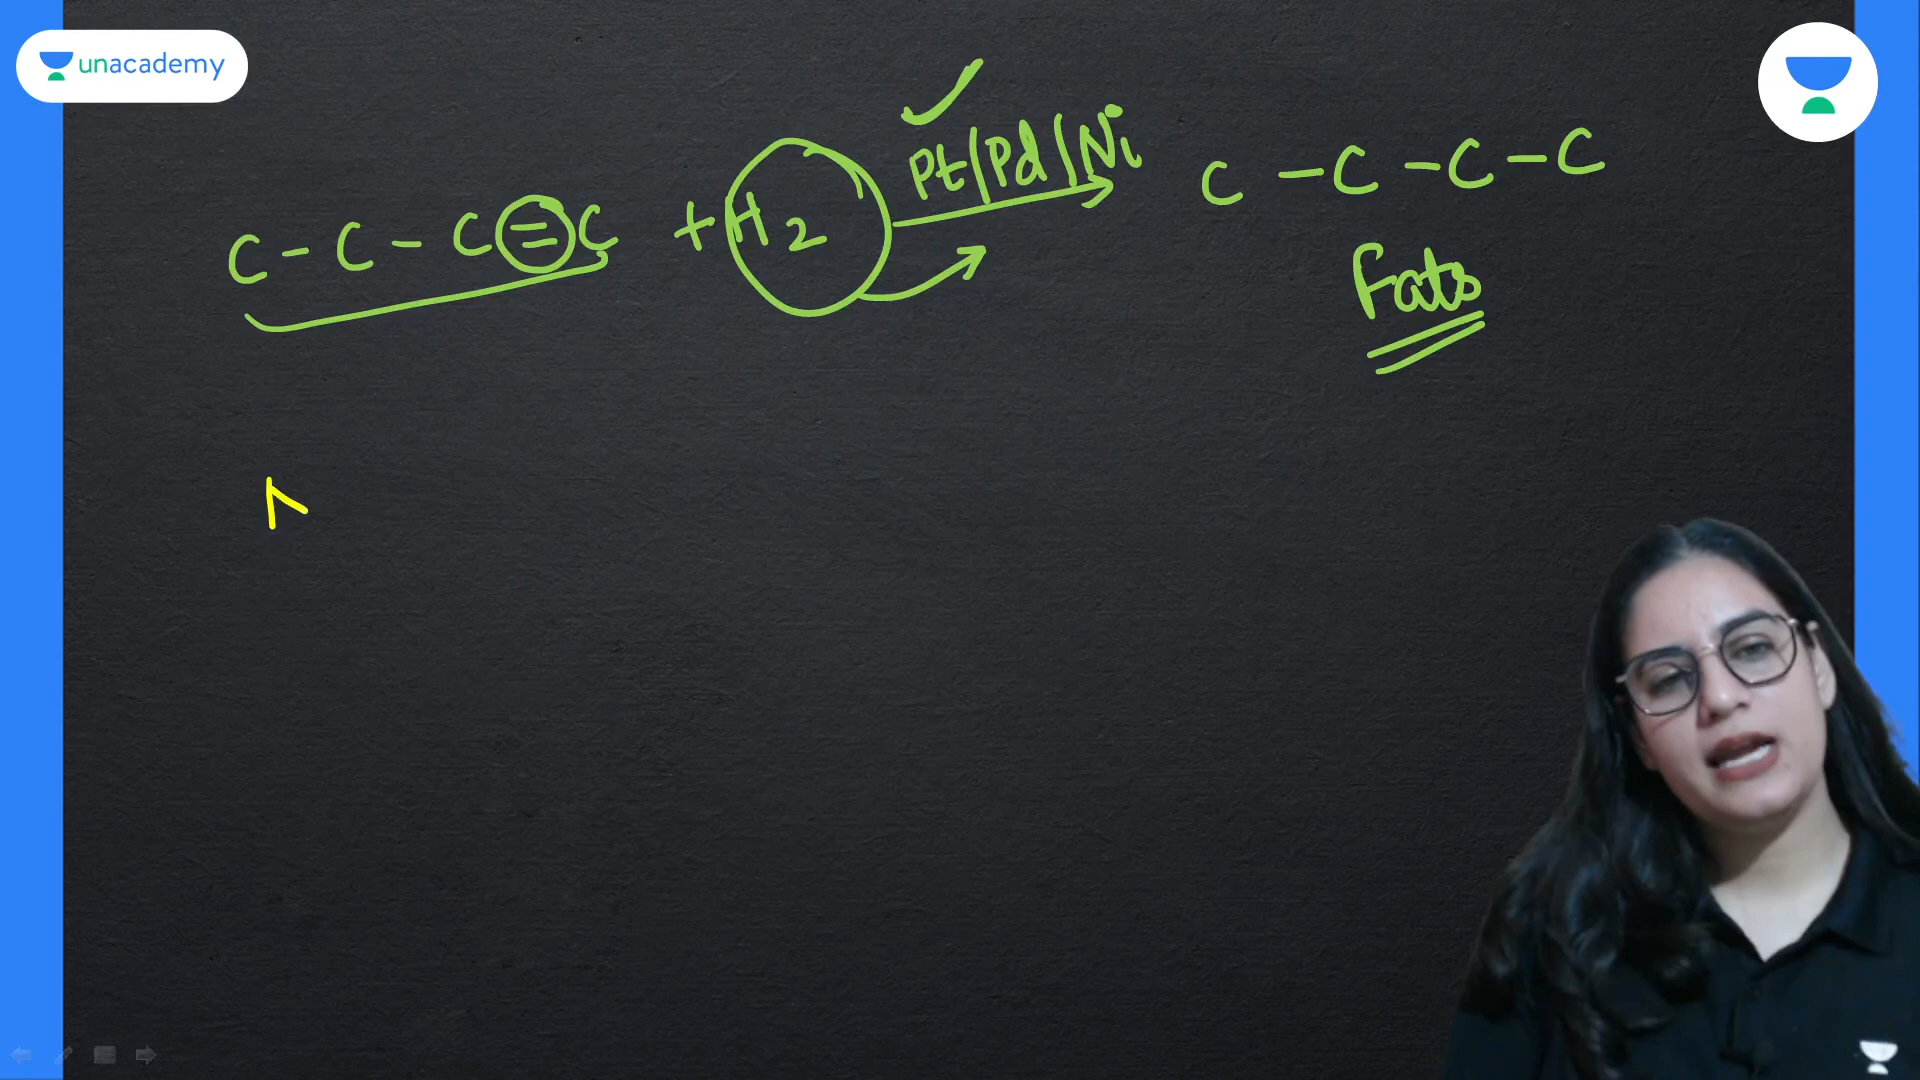 unacademy
Pt/Pd/Ni
C - C - C = C + H2 → C - C - C - C
Fats